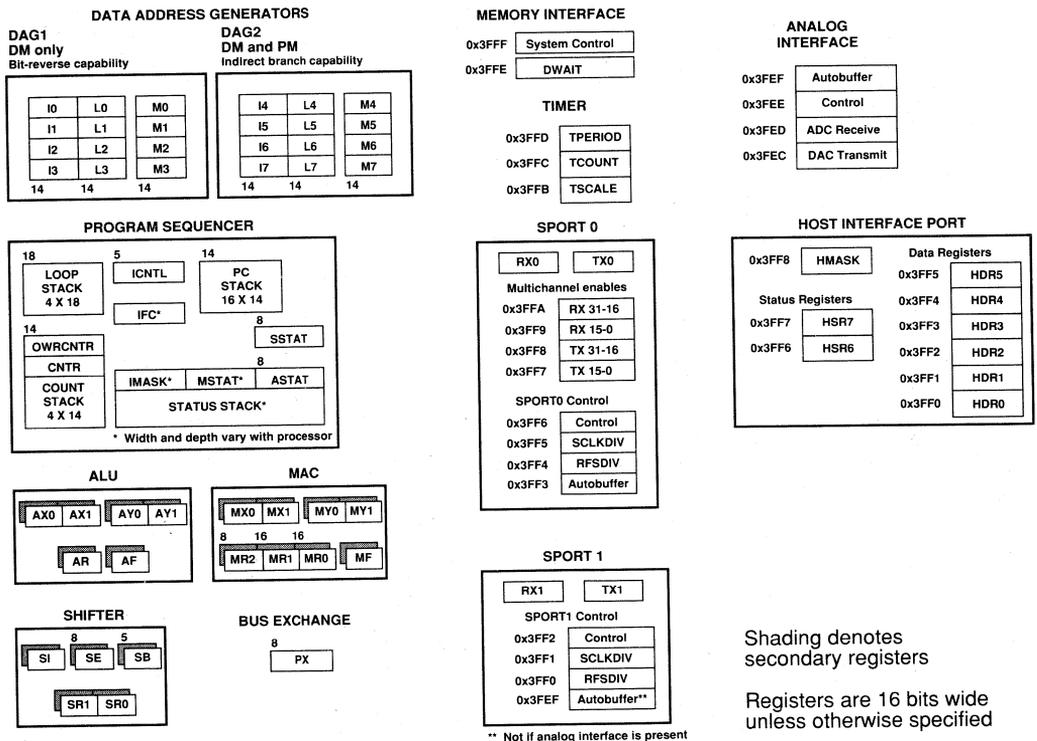 DATA ADDRESS GENERATORS
DAG1
DM only
Bit-reverse capability
DAG2
DM and PM
Indirect branch capability
I0 L0 M0
I1 L1 M1
I2 L2 M2
I3 L3 M3
14 14 14
I4 L4 M4
I5 L5 M5
I6 L6 M6
I7 L7 M7
14 14 14
PROGRAM SEQUENCER
18
LOOP
STACK
4 X 18
5
ICNTL
IFC*
14
PC
STACK
16 X 14
8
SSTAT
14
OWRCNTR
CNTR
COUNT
STACK
4 X 14
8
IMASK* MSTAT* ASTAT
STATUS STACK*
* Width and depth vary with processor
ALU
AX0 AX1 AY0 AY1
AR AF
MAC
MX0 MX1 MY0 MY1
8 16 16
MR2 MR1 MR0 MF
SHIFTER
8 5
SI SE SB
SR1 SR0
BUS EXCHANGE
8
PX
MEMORY INTERFACE
0x3FFF System Control
0x3FFE DWAIT
TIMER
0x3FFD TPERIOD
0x3FFC TCOUNT
0x3FFB TSCALE
SPORT 0
RX0 TX0
Multichannel enables
0x3FFA RX 31-16
0x3FF9 RX 15-0
0x3FF8 TX 31-16
0x3FF7 TX 15-0
SPORT0 Control
0x3FF6 Control
0x3FF5 SCLKDIV
0x3FF4 RFSDIV
0x3FF3 Autobuffer
SPORT 1
RX1 TX1
SPORT1 Control
0x3FF2 Control
0x3FF1 SCLKDIV
0x3FF0 RFSDIV
0x3FEF Autobuffer**
** Not if analog interface is present
ANALOG
INTERFACE
0x3FEF Autobuffer
0x3FEE Control
0x3FED ADC Receive
0x3FEC DAC Transmit
HOST INTERFACE PORT
0x3FF8 HMASK
Status Registers
0x3FF7 HSR7
0x3FF6 HSR6
Data Registers
0x3FF5 HDR5
0x3FF4 HDR4
0x3FF3 HDR3
0x3FF2 HDR2
0x3FF1 HDR1
0x3FF0 HDR0
Shading denotes
secondary registers
Registers are 16 bits wide
unless otherwise specified